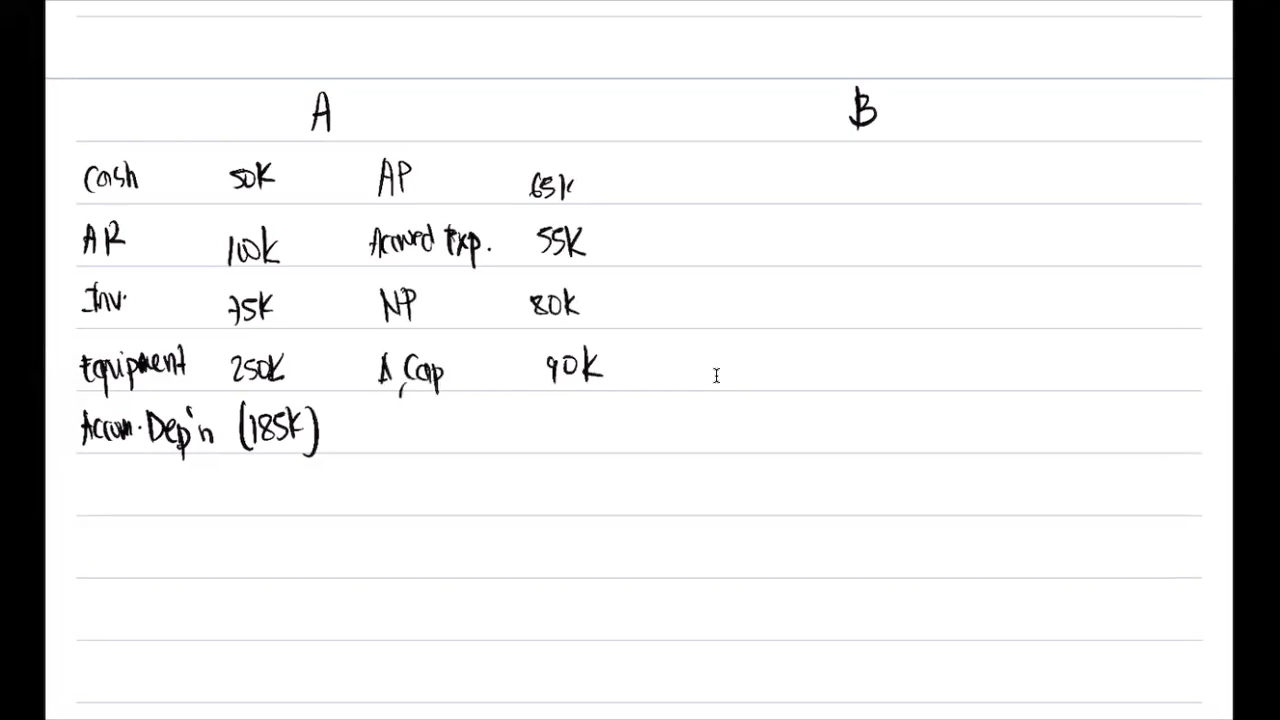 A B
Cash 50K AP 65K
AR 100K Accrued Exp. 55K
Inv. 75K NP 80K
Equipment 250K A, Cap 90K
Accum. Dep'n (185K)